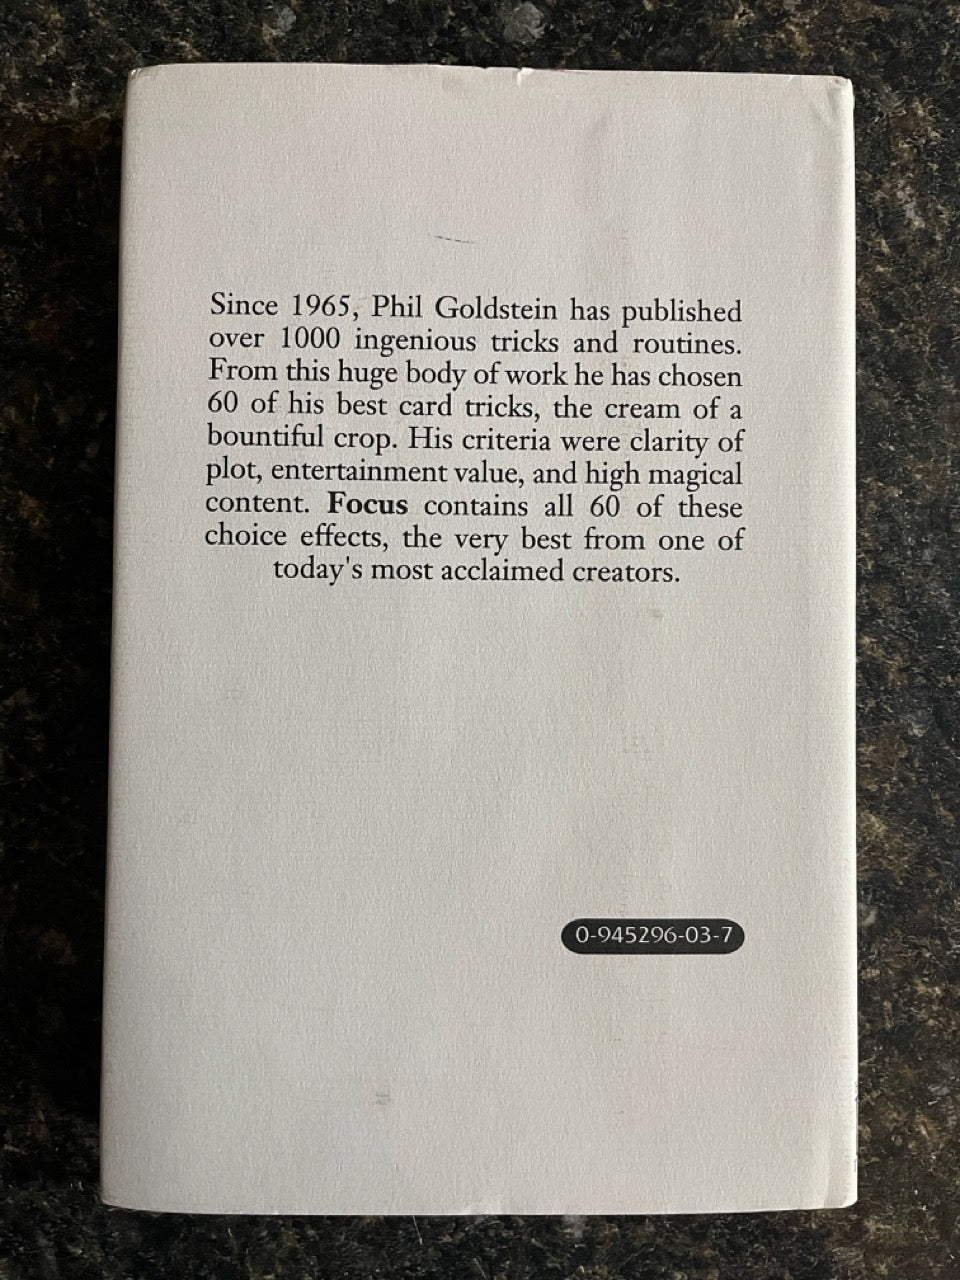 Since 1965, Phil Goldstein has published
over 1000 ingenious tricks and routines.
From this huge body of work he has chosen
60 of his best card tricks, the cream of a
bountiful crop. His criteria were clarity of
plot, entertainment value, and high magical
content. Focus contains all 60 of these
choice effects, the very best from one of
today's most acclaimed creators.
0-945296-03-7